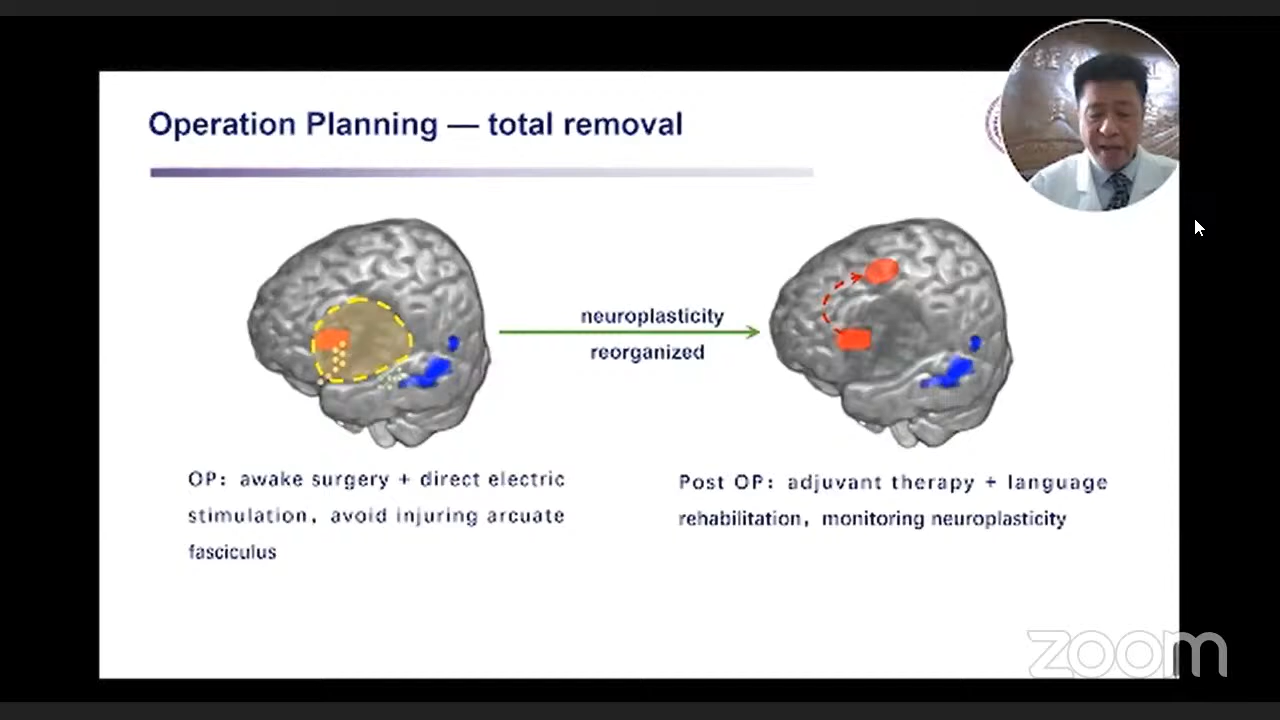 Operation Planning — total removal
neuroplasticity
reorganized
OP: awake surgery + direct electric
stimulation, avoid injuring arcuate
fasciculus
Post OP: adjuvant therapy + language
rehabilitation, monitoring neuroplasticity
zoom